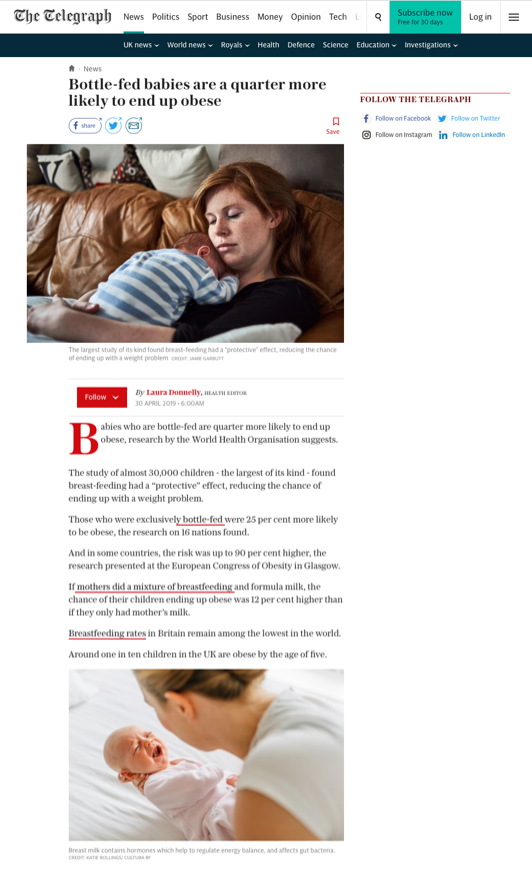 The Telegraph
News Politics Sport Business Money Opinion Tech
Subscribe now
Free for 30 days
Log in
UK news World news Royals Health Defence Science Education Investigations
News
Bottle-fed babies are a quarter more
likely to end up obese
share
Save
FOLLOW THE TELEGRAPH
Follow on Facebook Follow on Twitter
Follow on Instagram Follow on LinkedIn
The largest study of its kind found breast-feeding had a "protective" effect, reducing the chance
of ending up with a weight problem CREDIT: JAMIE GARBUTT
Follow
By Laura Donnelly, HEALTH EDITOR
30 APRIL 2019 • 6:00AM
Babies who are bottle-fed are quarter more likely to end up
obese, research by the World Health Organisation suggests.
The study of almost 30,000 children - the largest of its kind - found
breast-feeding had a “protective” effect, reducing the chance of
ending up with a weight problem.
Those who were exclusively bottle-fed were 25 per cent more likely
to be obese, the research on 16 nations found.
And in some countries, the risk was up to 90 per cent higher, the
research presented at the European Congress of Obesity in Glasgow.
If mothers did a mixture of breastfeeding and formula milk, the
chance of their children ending up obese was 12 per cent higher than
if they only had mother’s milk.
Breastfeeding rates in Britain remain among the lowest in the world.
Around one in ten children in the UK are obese by the age of five.
Breast milk contains hormones which help to regulate energy balance, and affects gut bacteria.
CREDIT: KATIE ROLLINGS/ CULTURA RF